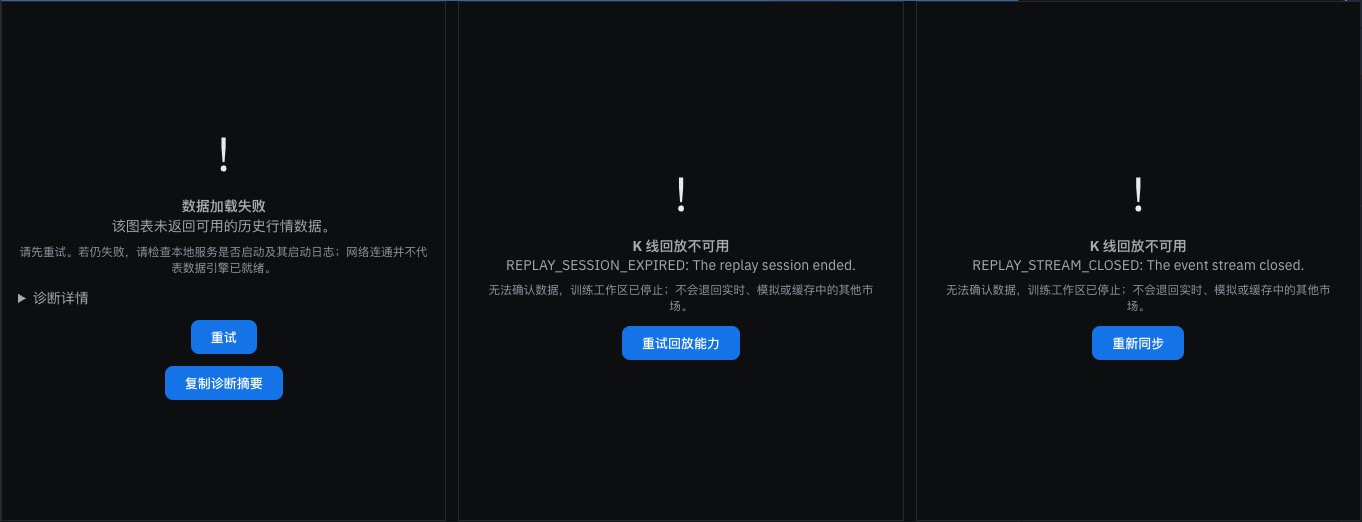 !
数据加载失败
该图表未返回可用的历史行情数据。
请先重试。若仍失败，请检查本地服务是否启动及其启动日志；网络连通并不代
表数据引擎已就绪。
▶ 诊断详情
重试
复制诊断摘要
!
K 线回放不可用
REPLAY_SESSION_EXPIRED: The replay session ended.
无法确认数据，训练工作区已停止；不会退回实时、模拟或缓存中的其他市
场。
重试回放能力
!
K 线回放不可用
REPLAY_STREAM_CLOSED: The event stream closed.
无法确认数据，训练工作区已停止；不会退回实时、模拟或缓存中的其他市
场。
重新同步